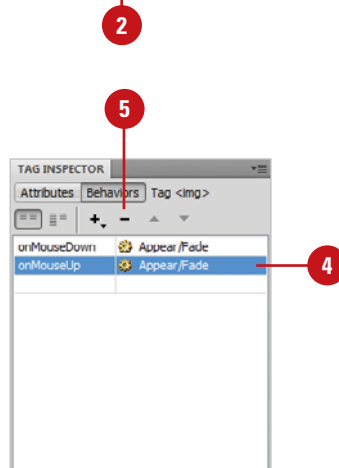 2
5
TAG INSPECTOR
Attributes Behaviors Tag <img>
onMouseDown Appear/Fade
onMouseUp Appear/Fade
4